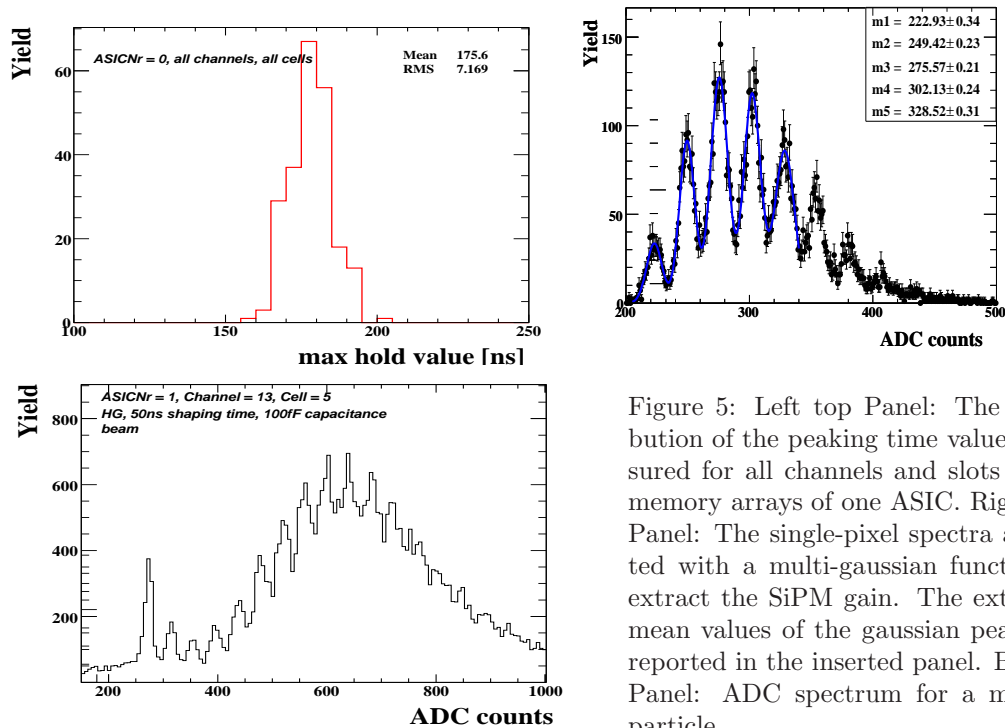 Yield
ASICNr = 0, all channels, all cells
Mean 175.6
RMS 7.169
60
40
20
0
100 150 200 250
max hold value [ns]
Yield
m1 = 222.93± 0.34
m2 = 249.42± 0.23
m3 = 275.57± 0.21
m4 = 302.13± 0.24
m5 = 328.52± 0.31
150
100
50
0
200 300 400 500
ADC counts
Yield
ASICNr = 1, Channel = 13, Cell = 5
HG, 50ns shaping time, 100fF capacitance
beam
800
600
400
200
200 400 600 800 1000
ADC counts
Figure 5: Left top Panel: The
bution of the peaking time value
sured for all channels and slots
memory arrays of one ASIC. Rig
Panel: The single-pixel spectra a
ted with a multi-gaussian funct
extract the SiPM gain. The ext
mean values of the gaussian pea
reported in the inserted panel.
Panel: ADC spectrum for a m
particle